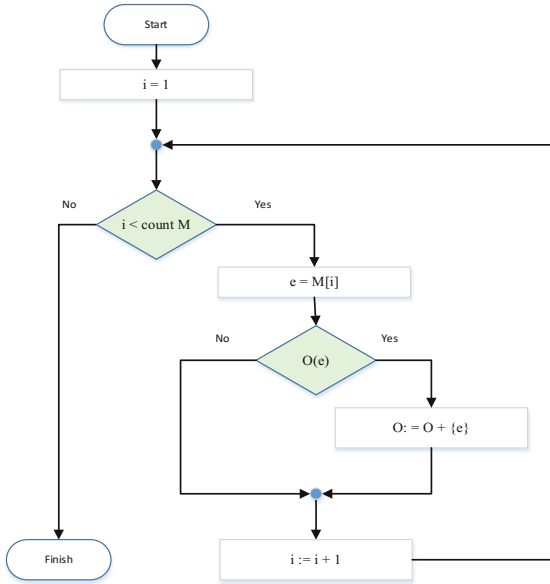 Start
i = 1
i < count M
No
Yes
e = M[i]
O(e)
No
Yes
O: = O + {e}
i := i + 1
Finish